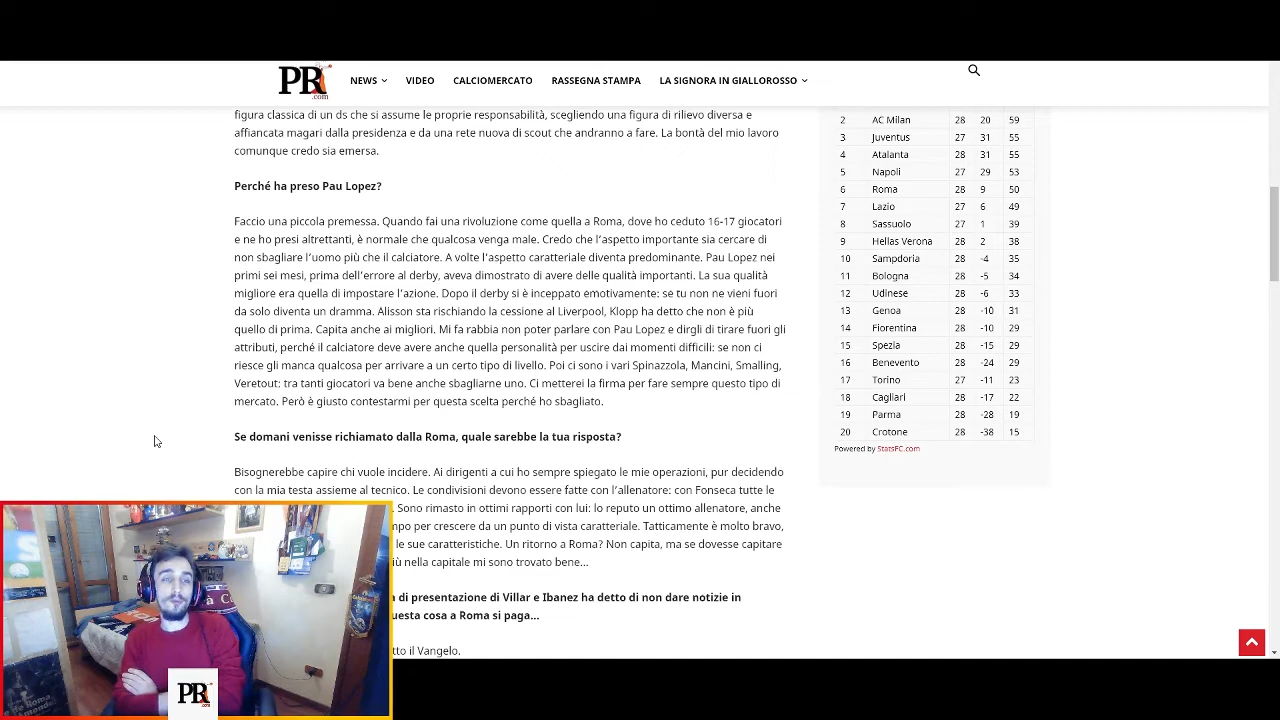 PR
.com
NEWS
VIDEO
CALCIOMERCATO
RASSEGNA STAMPA
LA SIGNORA IN GIALLOROSSO
figura classica di un ds che si assume le proprie responsabilità, scegliendo una figura di rilievo diversa e
affiancata magari dalla presidenza e da una rete nuova di scout che andranno a fare. La bontà del mio lavoro
comunque credo sia emersa.
Perché ha preso Pau Lopez?
Faccio una piccola premessa. Quando fai una rivoluzione come quella a Roma, dove ho ceduto 16-17 giocatori
e ne ho presi altrettanti, è normale che qualcosa venga male. Credo che l'aspetto importante sia cercare di
non sbagliare l'uomo più che il calciatore. A volte l'aspetto caratteriale diventa predominante. Pau Lopez nei
primi sei mesi, prima dell'errore al derby, aveva dimostrato di avere delle qualità importanti. La sua qualità
migliore era quella di impostare l'azione. Dopo il derby si è inceppato emotivamente: se tu non ne vieni fuori
da solo diventa un dramma. Alisson sta rischiando la cessione al Liverpool, Klopp ha detto che non è più
quello di prima. Capita anche ai migliori. Mi fa rabbia non poter parlare con Pau Lopez e dirgli di tirare fuori gli
attributi, perché il calciatore deve avere anche quella personalità per uscire dai momenti difficili: se non ci
riesce gli manca qualcosa per arrivare a un certo tipo di livello. Poi ci sono i vari Spinazzola, Mancini, Smalling,
Veretout: tra tanti giocatori va bene anche sbagliarne uno. Ci metterei la firma per fare sempre questo tipo di
mercato. Però è giusto contestarmi per questa scelta perché ho sbagliato.
Se domani venisse richiamato dalla Roma, quale sarebbe la tua risposta?
Bisognerebbe capire chi vuole incidere. Ai dirigenti a cui ho sempre spiegato le mie operazioni, pur decidendo
con la mia testa assieme al tecnico. Le condivisioni devono essere fatte con l'allenatore: con Fonseca tutte le
Sono rimasto in ottimi rapporti con lui: lo reputo un ottimo allenatore, anche
mpo per crescere da un punto di vista caratteriale. Tatticamente è molto bravo,
le sue caratteristiche. Un ritorno a Roma? Non capita, ma se dovesse capitare
iù nella capitale mi sono trovato bene...
a di presentazione di Villar e Ibanez ha detto di non dare notizie in
uesta cosa a Roma si paga...
tto il Vangelo.
2 AC Milan 28 20 59
3 Juventus 27 31 55
4 Atalanta 28 31 55
5 Napoli 27 29 53
6 Roma 28 9 50
7 Lazio 27 6 49
8 Sassuolo 27 1 39
9 Hellas Verona 28 2 38
10 Sampdoria 28 -4 35
11 Bologna 28 -5 34
12 Udinese 28 -6 33
13 Genoa 28 -10 31
14 Fiorentina 28 -10 29
15 Spezia 28 -15 29
16 Benevento 28 -24 29
17 Torino 27 -11 23
18 Cagliari 28 -17 22
19 Parma 28 -28 19
20 Crotone 28 -38 15
Powered by StatsFC.com
PR
.com